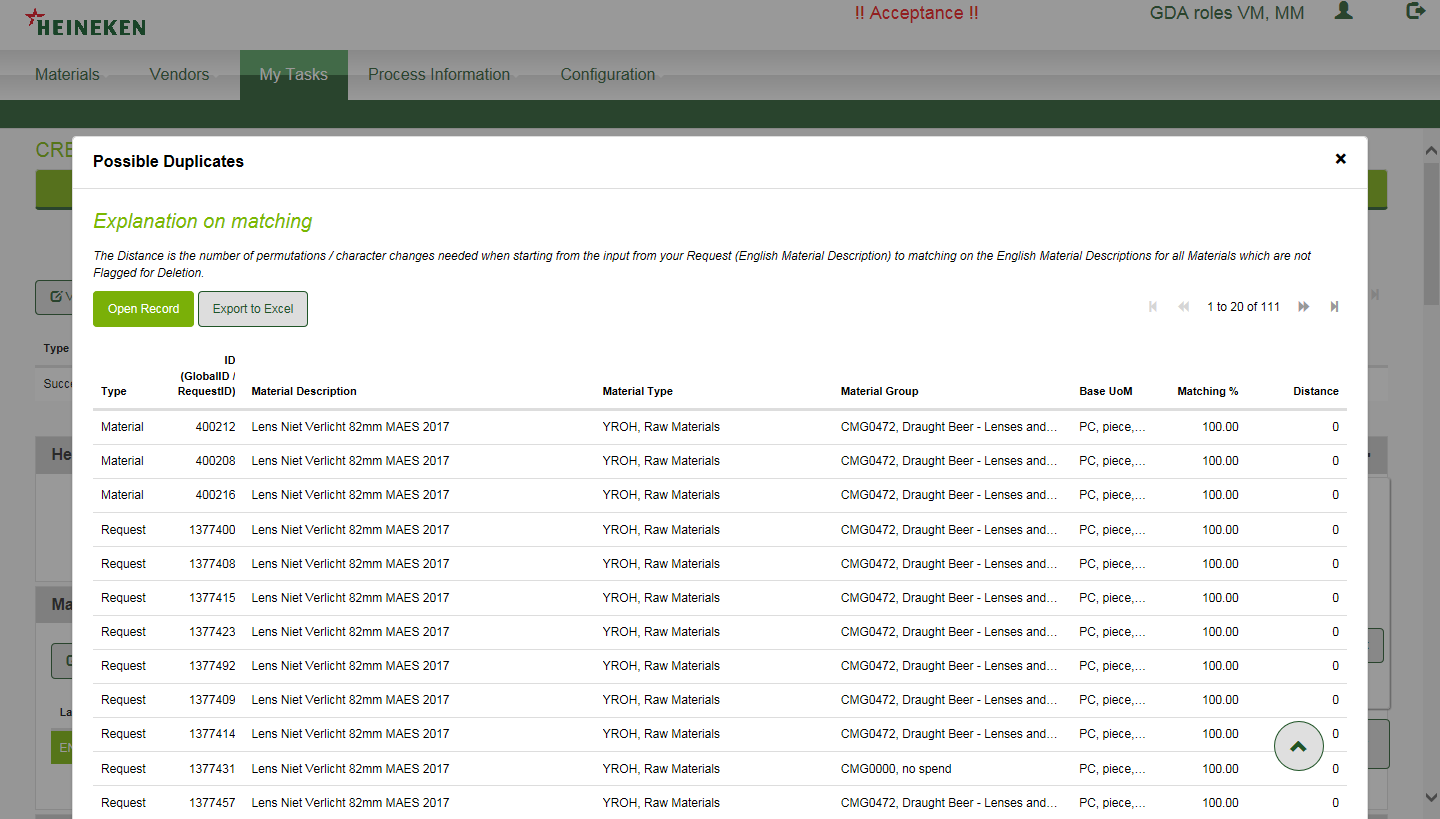 HEINEKEN
!! Acceptance !!
GDA roles VM, MM
Materials Vendors My Tasks Process Information Configuration
CRE
Possible Duplicates
Explanation on matching
The Distance is the number of permutations / character changes needed when starting from the input from your Request (English Material Description) to matching on the English Material Descriptions for all Materials which are not
Flagged for Deletion.
Open Record Export to Excel 1 to 20 of 111
Type
Succe
He
Ma
La
EN
Type ID (GlobalID / RequestID) Material Description Material Type Material Group Base UoM Matching % Distance
Material 400212 Lens Niet Verlicht 82mm MAES 2017 YROH, Raw Materials CMG0472, Draught Beer - Lenses and... PC, piece,... 100.00 0
Material 400208 Lens Niet Verlicht 82mm MAES 2017 YROH, Raw Materials CMG0472, Draught Beer - Lenses and... PC, piece,... 100.00 0
Material 400216 Lens Niet Verlicht 82mm MAES 2017 YROH, Raw Materials CMG0472, Draught Beer - Lenses and... PC, piece,... 100.00 0
Request 1377400 Lens Niet Verlicht 82mm MAES 2017 YROH, Raw Materials CMG0472, Draught Beer - Lenses and... PC, piece,... 100.00 0
Request 1377408 Lens Niet Verlicht 82mm MAES 2017 YROH, Raw Materials CMG0472, Draught Beer - Lenses and... PC, piece,... 100.00 0
Request 1377415 Lens Niet Verlicht 82mm MAES 2017 YROH, Raw Materials CMG0472, Draught Beer - Lenses and... PC, piece,... 100.00 0
Request 1377423 Lens Niet Verlicht 82mm MAES 2017 YROH, Raw Materials CMG0472, Draught Beer - Lenses and... PC, piece,... 100.00 0
Request 1377492 Lens Niet Verlicht 82mm MAES 2017 YROH, Raw Materials CMG0472, Draught Beer - Lenses and... PC, piece,... 100.00 0
Request 1377409 Lens Niet Verlicht 82mm MAES 2017 YROH, Raw Materials CMG0472, Draught Beer - Lenses and... PC, piece,... 100.00 0
Request 1377414 Lens Niet Verlicht 82mm MAES 2017 YROH, Raw Materials CMG0472, Draught Beer - Lenses and... PC, piece,... 100.00 0
Request 1377431 Lens Niet Verlicht 82mm MAES 2017 YROH, Raw Materials CMG0000, no spend PC, piece,... 100.00 0
Request 1377457 Lens Niet Verlicht 82mm MAES 2017 YROH, Raw Materials CMG0472, Draught Beer - Lenses and... PC, piece,... 100.00 0